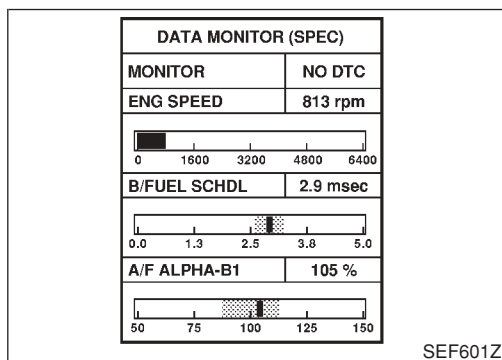 DATA MONITOR (SPEC)
MONITOR NO DTC
ENG SPEED 813 rpm
0 1600 3200 4800 6400
B/FUEL SCHDL 2.9 msec
0.0 1.3 2.5 3.8 5.0
A/F ALPHA-B1 105 %
50 75 100 125 150
SEF601Z